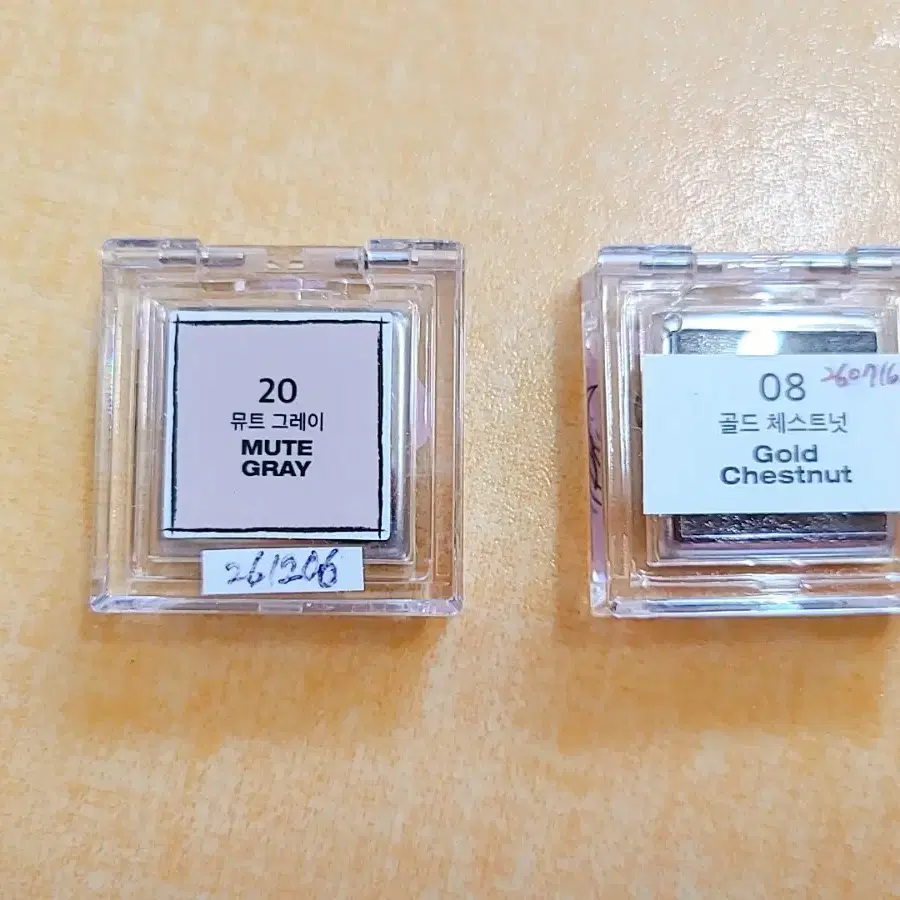 20
뮤트 그레이
MUTE
GRAY
261206
08
260716
골드 체스트넛
Gold
Chestnut